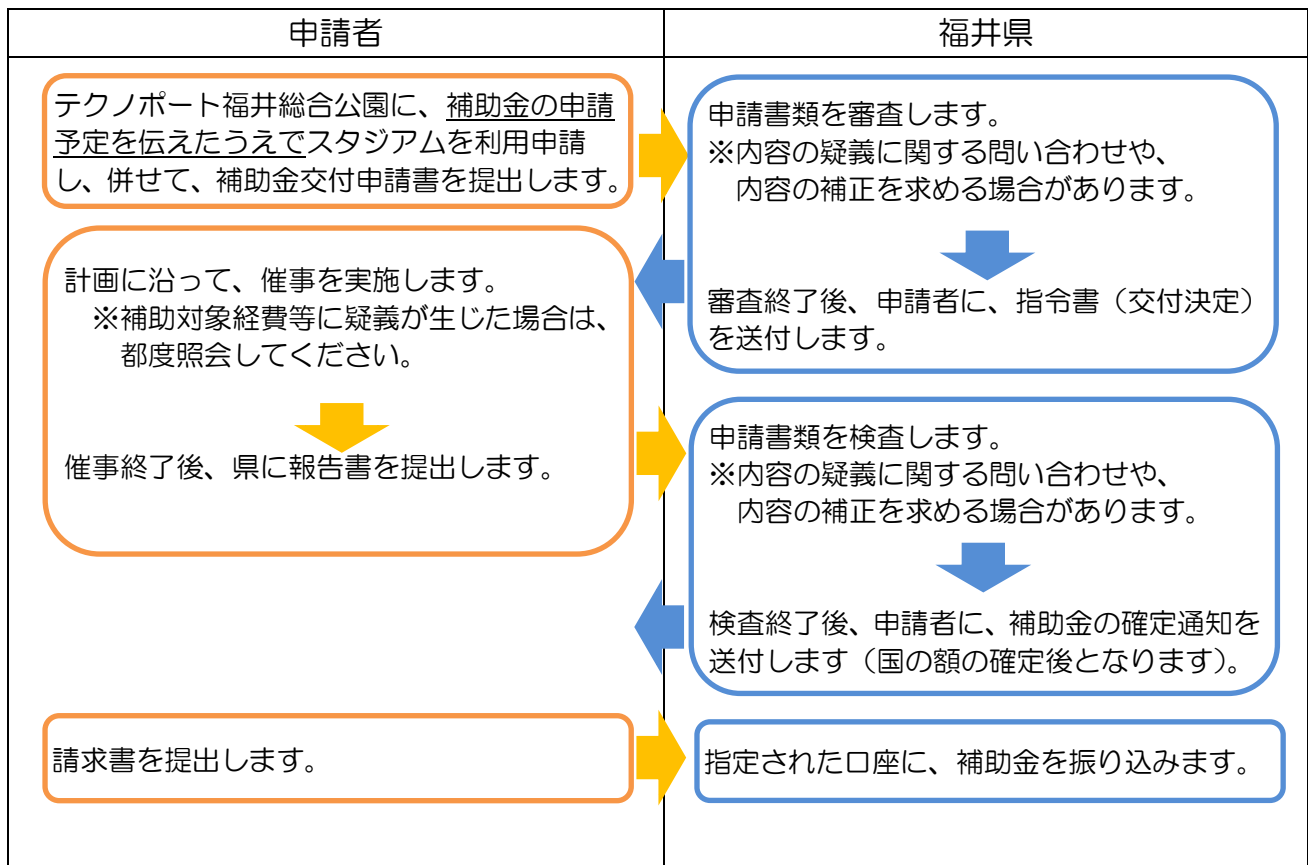 申請者
福井県
テクノポート福井総合公園に、補助金の申請
予定を伝えたうえでスタジアムを利用申請
し、併せて、補助金交付申請書を提出します。
申請書類を審査します。
※内容の疑義に関する問い合わせや、
内容の補正を求める場合があります。
審査終了後、申請者に、指令書（交付決定）
を送付します。
計画に沿って、催事を実施します。
※補助対象経費等に疑義が生じた場合は、
都度照会してください。
催事終了後、県に報告書を提出します。
申請書類を検査します。
※内容の疑義に関する問い合わせや、
内容の補正を求める場合があります。
検査終了後、申請者に、補助金の確定通知を
送付します（国の額の確定後となります）。
請求書を提出します。
指定された口座に、補助金を振り込みます。